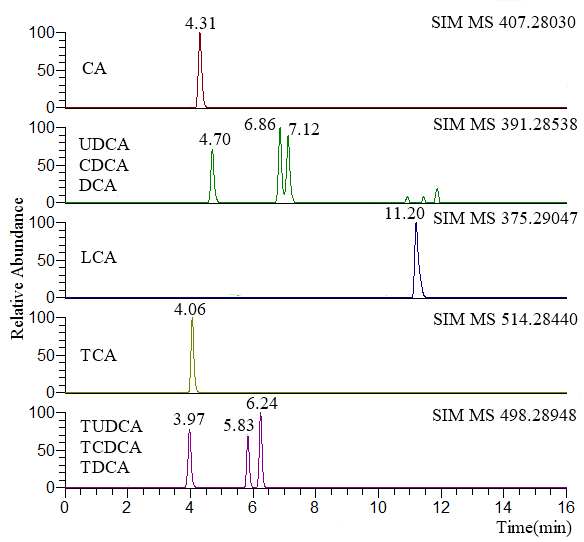 SIM MS 407.28030
4.31
100
50
0
CA
SIM MS 391.28538
6.86
7.12
4.70
100
50
0
UDCA
CDCA
DCA
SIM MS 375.29047
11.20
100
50
0
LCA
SIM MS 514.28440
4.06
100
50
0
TCA
SIM MS 498.28948
6.24
3.97
5.83
100
50
0
TUDCA
TCDCA
TDCA
Relative Abundance
0 2 4 6 8 10 12 14 16
Time(min)